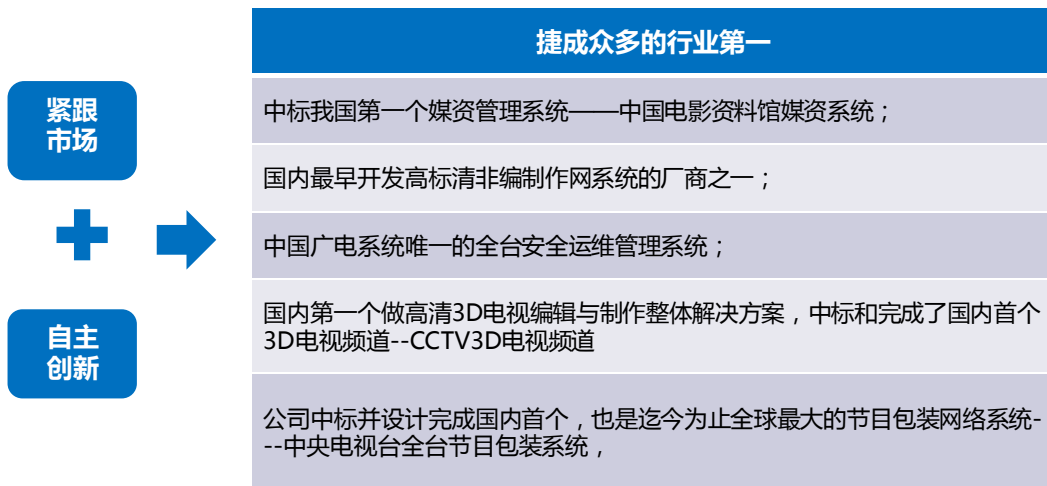 捷成众多的行业第一
紧跟
市场
自主
创新
中标我国第一个媒资管理系统——中国电影资料馆媒资系统；
国内最早开发高标清非编制作网系统的厂商之一；
中国广电系统唯一的全台安全运维管理系统；
国内第一个做高清3D电视编辑与制作整体解决方案，中标和完成了国内首个
3D电视频道--CCTV3D电视频道
公司中标并设计完成国内首个，也是迄今为止全球最大的节目包装网络系统-
--中央电视台全台节目包装系统，